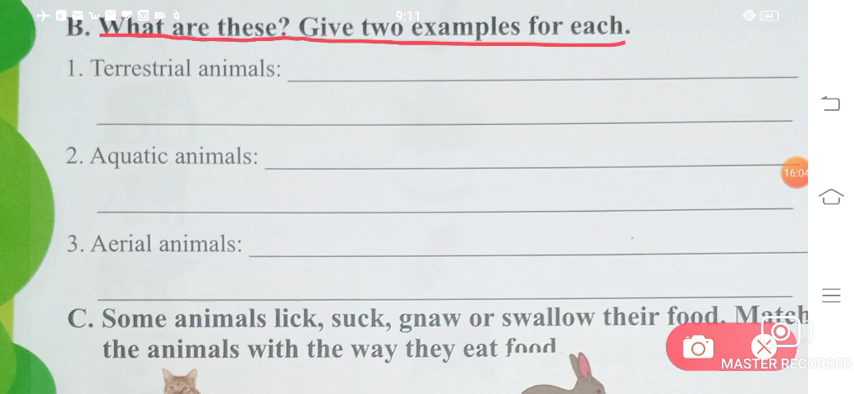 9:11
B. What are these? Give two examples for each.
1. Terrestrial animals:
2. Aquatic animals:
16:04
3. Aerial animals:
C. Some animals lick, suck, gnaw or swallow their food. Match
the animals with the way they eat food.
MASTER RECORDER